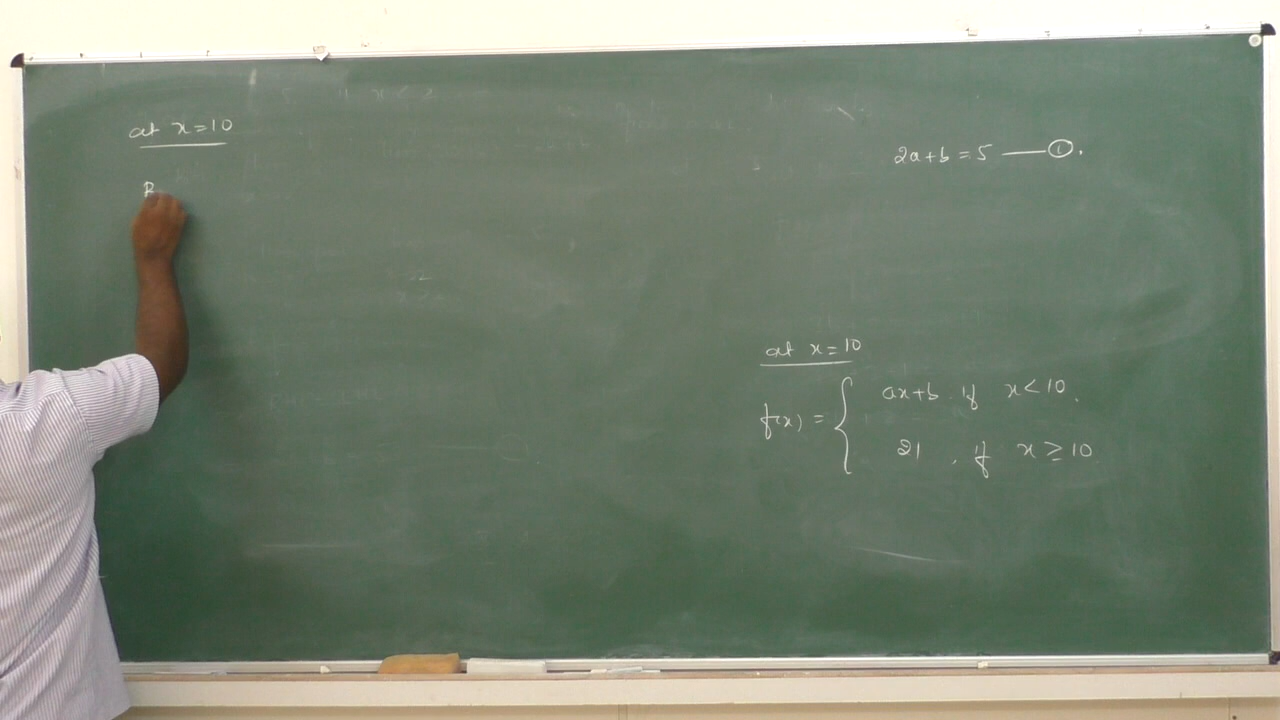 at x=10
R
2a+b=5 —— ①.
at x=10
f(x) = { ax+b if x<10.
21 , if x≥10